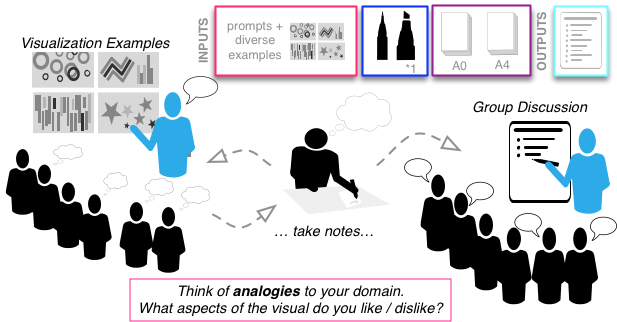 Visualization Examples
INPUTS
prompts +
diverse
examples
*1
A0
A4
OUTPUTS
Group Discussion
... take notes...
Think of analogies to your domain.
What aspects of the visual do you like / dislike?